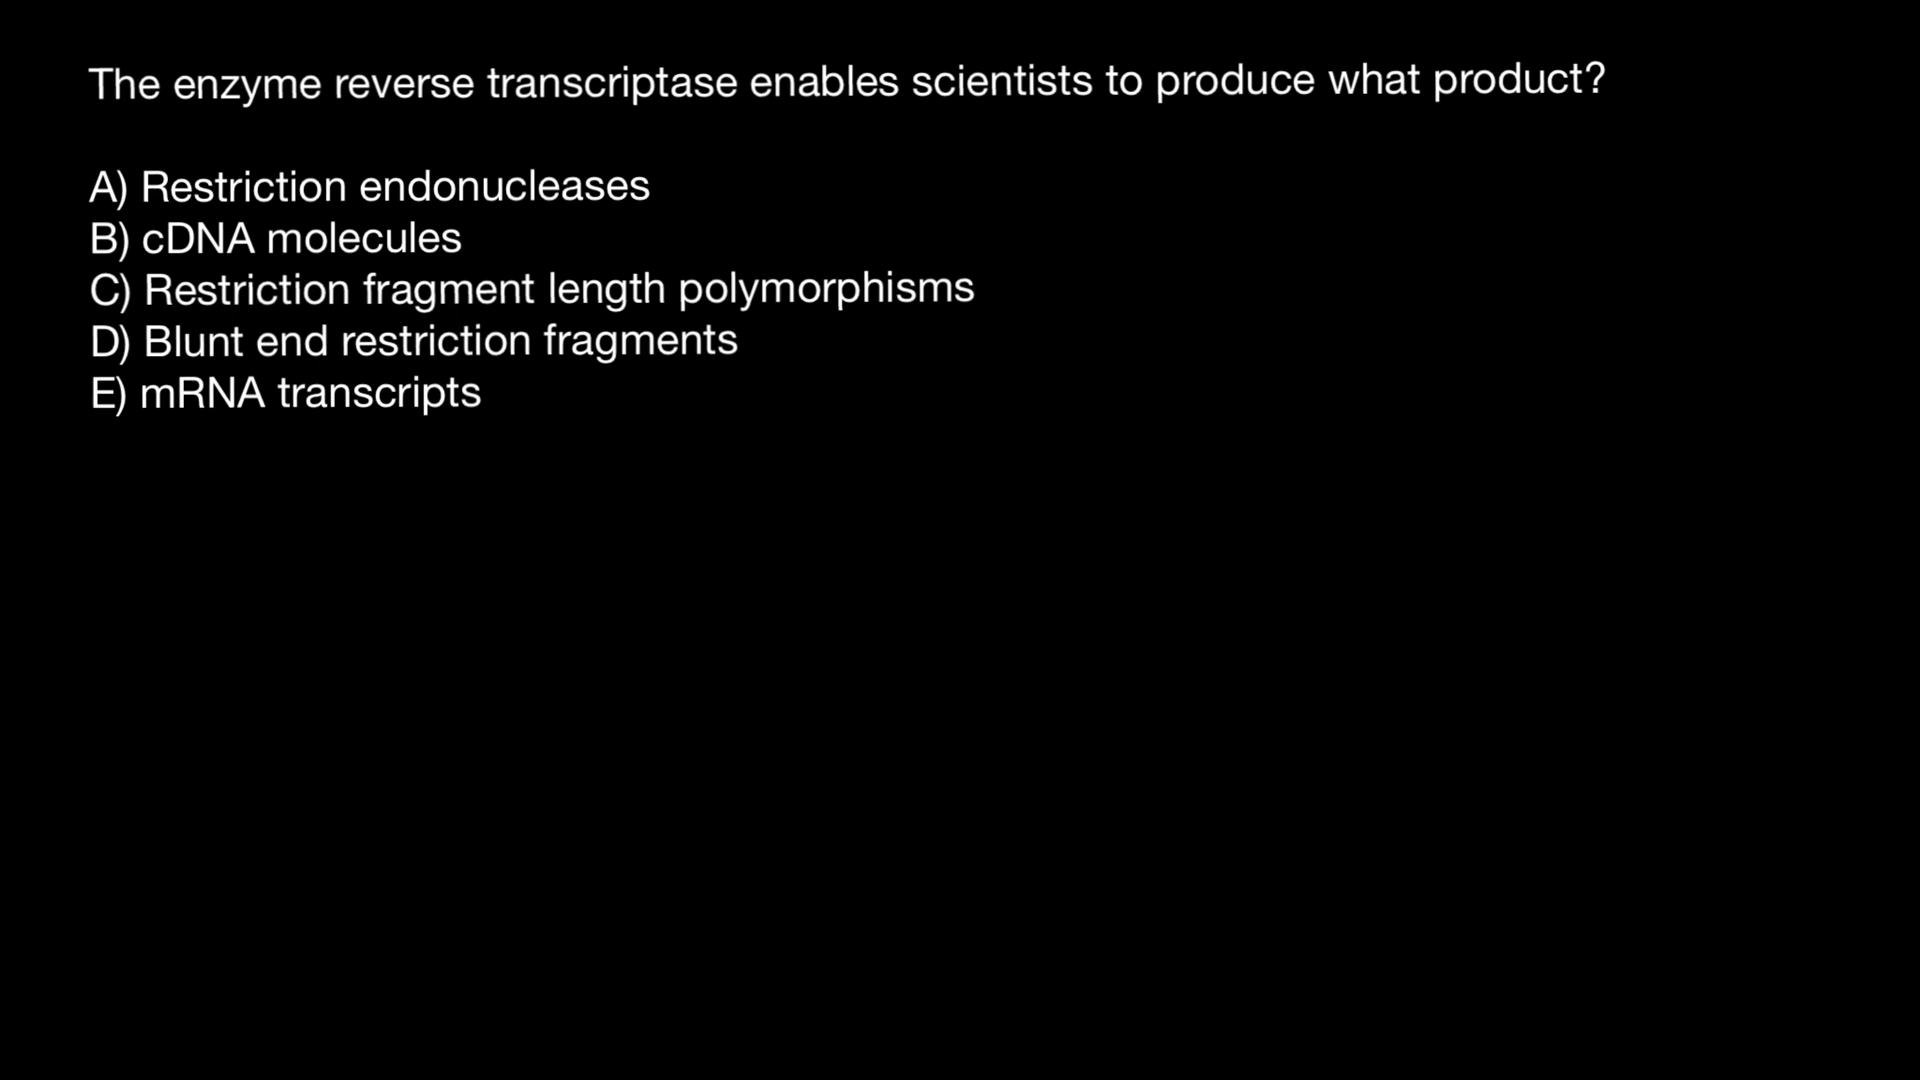 The enzyme reverse transcriptase enables scientists to produce what product?
A) Restriction endonucleases
B) cDNA molecules
C) Restriction fragment length polymorphisms
D) Blunt end restriction fragments
E) mRNA transcripts